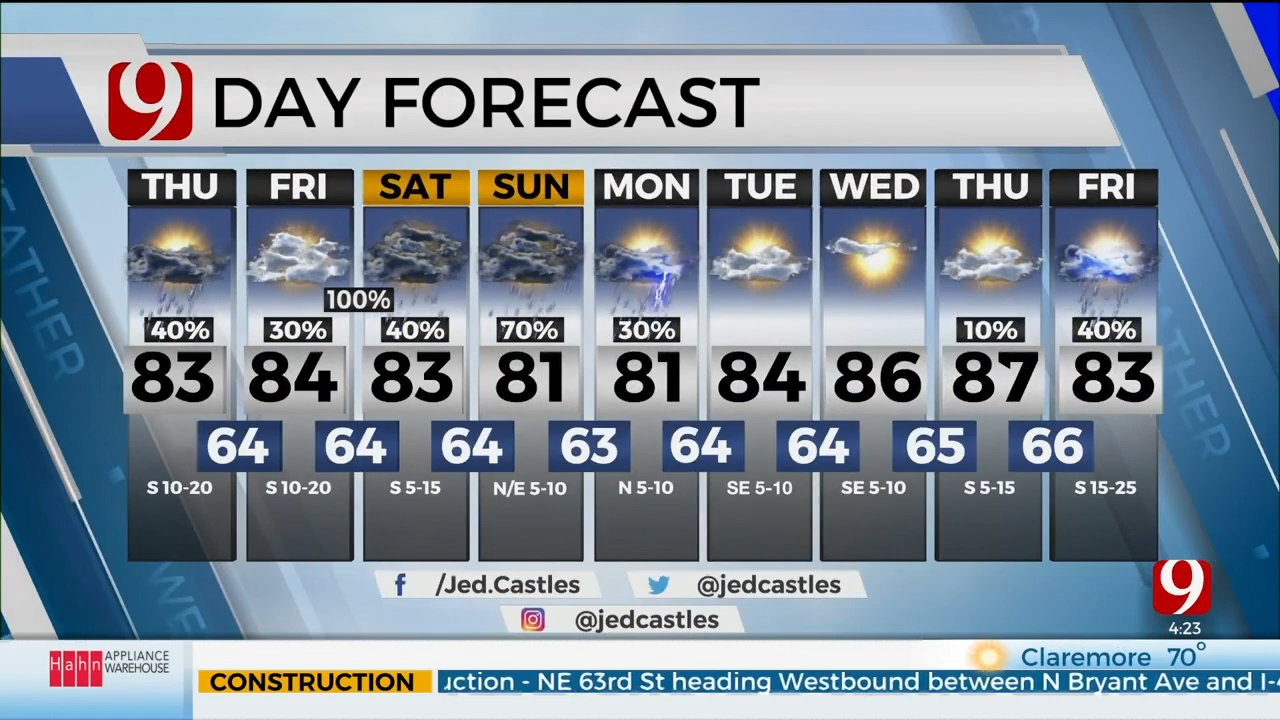 9 DAY FORECAST
THU FRI SAT SUN MON TUE WED THU FRI
100%
40% 30% 40% 70% 30% 10% 40%
83 84 83 81 81 84 86 87 83
64 64 64 63 64 64 65 66
S 10-20 S 10-20 S 5-15 N/E 5-10 N 5-10 SE 5-10 SE 5-10 S 5-15 S 15-25
f /Jed.Castles @jedcastles
@jedcastles
9
4:23
Claremore 70°
Hahn APPLIANCE
WAREHOUSE
CONSTRUCTION uction - NE 63rd St heading Westbound between N Bryant Ave and I-4